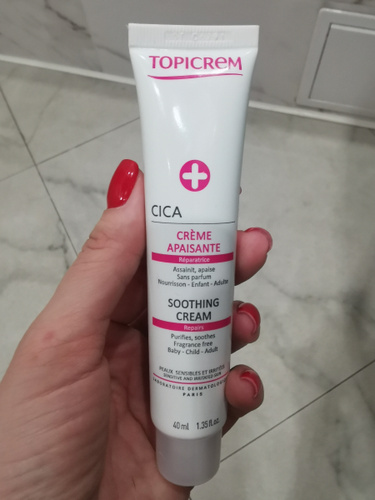 TOPICREM
CICA
CRÈME
APAISANTE
Réparatrice
Assainit, apaise
Sans parfum
Nourrisson - Enfant - Adulte
SOOTHING
CREAM
Repairs
Purifies, soothes
Fragrance free
Baby - Child - Adult
PEAUX SENSIBLES ET IRRITÉES
SENSITIVE AND IRRITATED SKIN
LABORATOIRE DERMATOLOGIQUE
PARIS
40 ml 1.35 fl.oz.